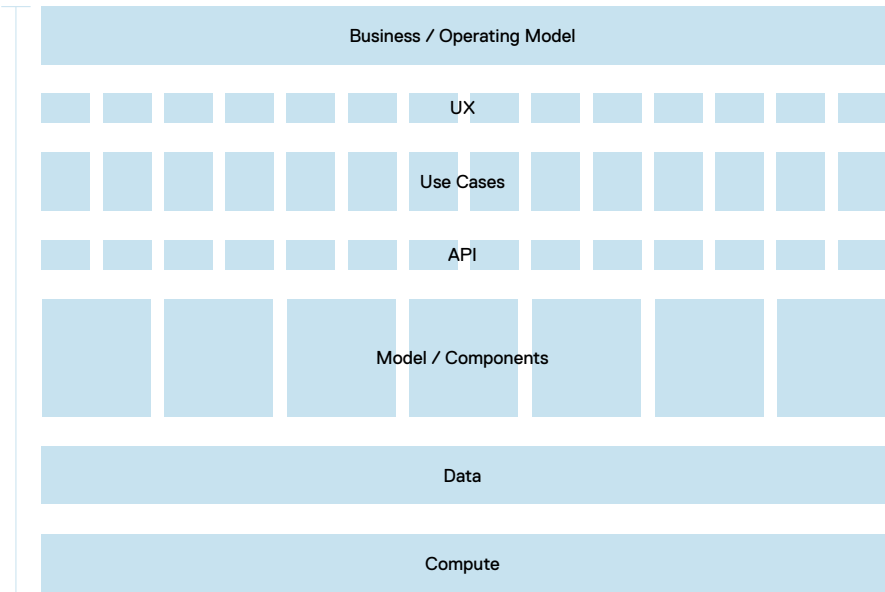 Business / Operating Model
UX
Use Cases
API
Model / Components
Data
Compute